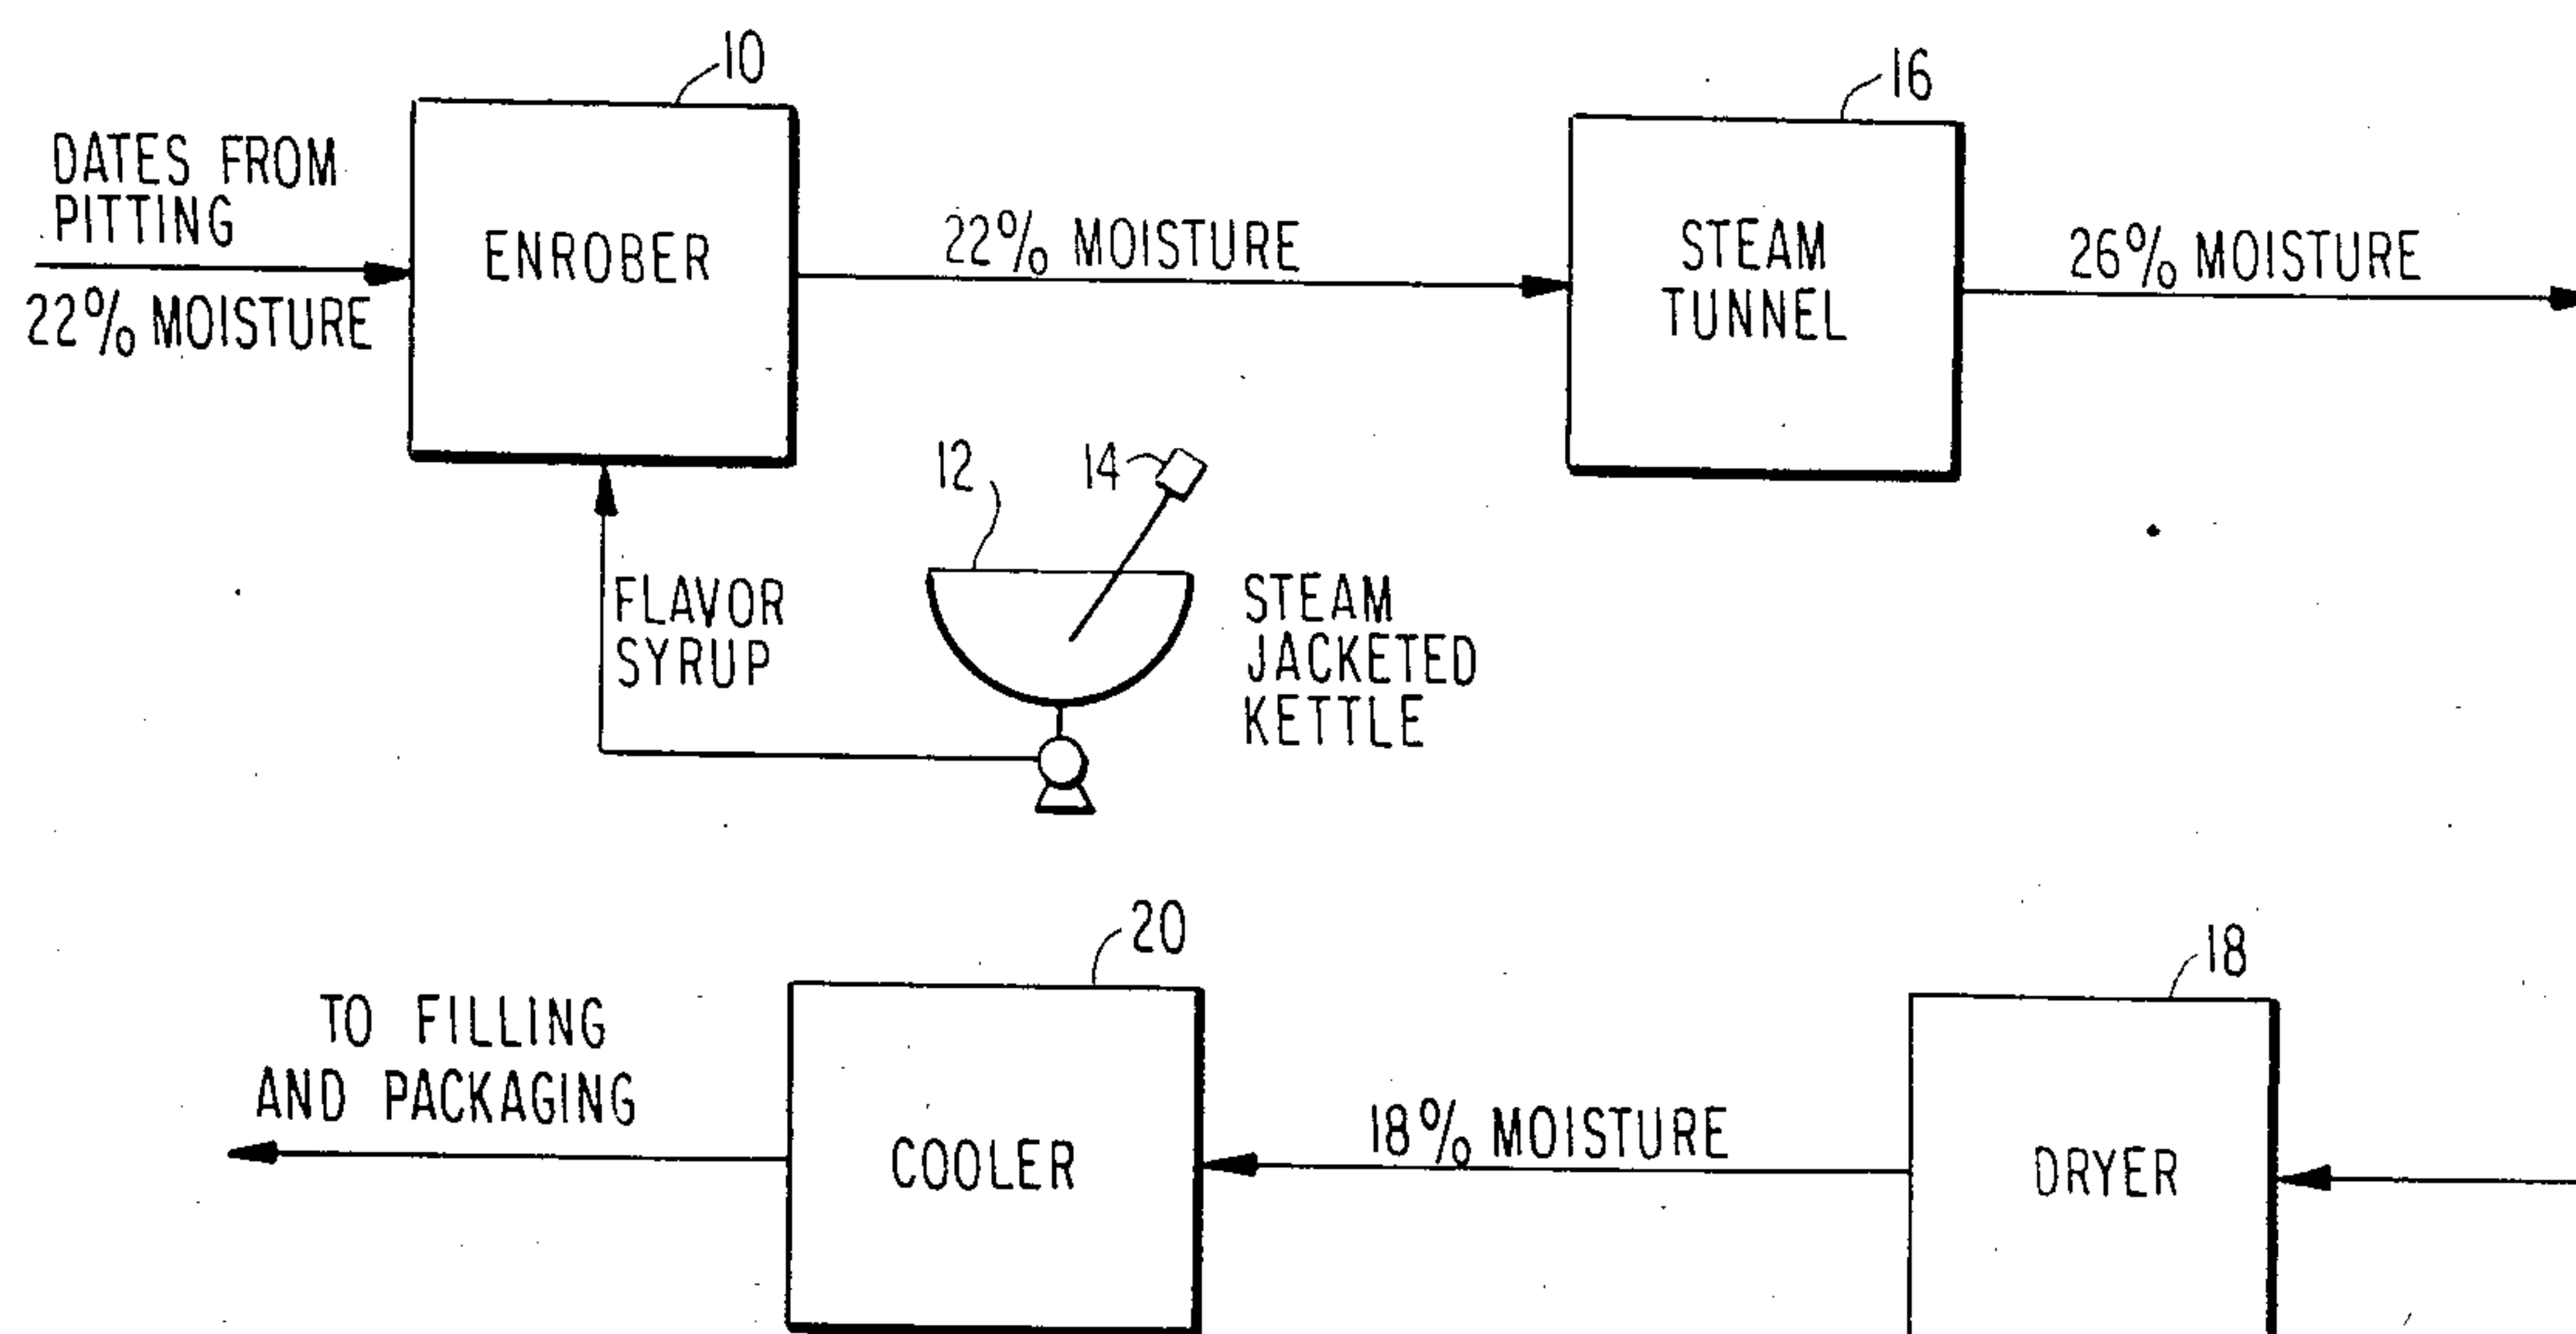 10
16
DATES FROM
PITTING
22% MOISTURE
ENROBER
22% MOISTURE
STEAM
TUNNEL
26% MOISTURE
12
14
FLAVOR
SYRUP
STEAM
JACKETED
KETTLE
20
18
TO FILLING
AND PACKAGING
COOLER
18% MOISTURE
DRYER